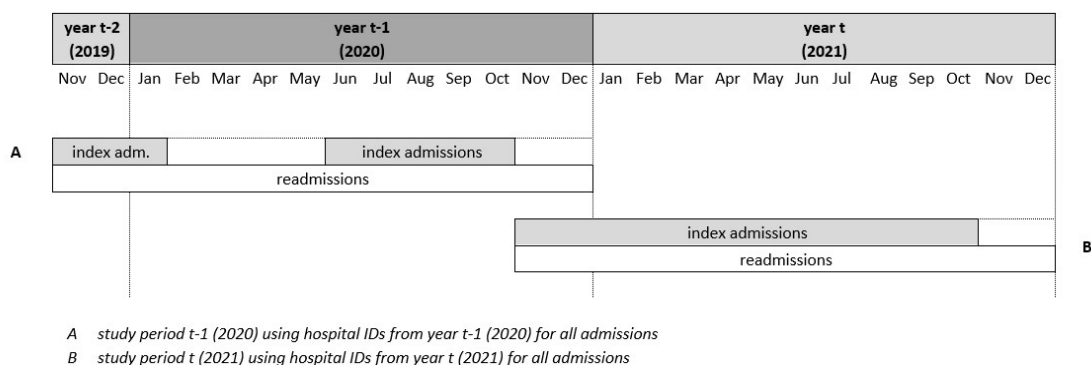 year t-2 year t-1 year t
(2019) (2020) (2021)
Nov Dec Jan Feb Mar Apr May Jun Jul Aug Sep Oct Nov Dec Jan Feb Mar Apr May Jun Jul Aug Sep Oct Nov Dec
A index adm. index admissions
readmissions
index admissions
B
readmissions
A study period t-1 (2020) using hospital IDs from year t-1 (2020) for all admissions
B study period t (2021) using hospital IDs from year t (2021) for all admissions